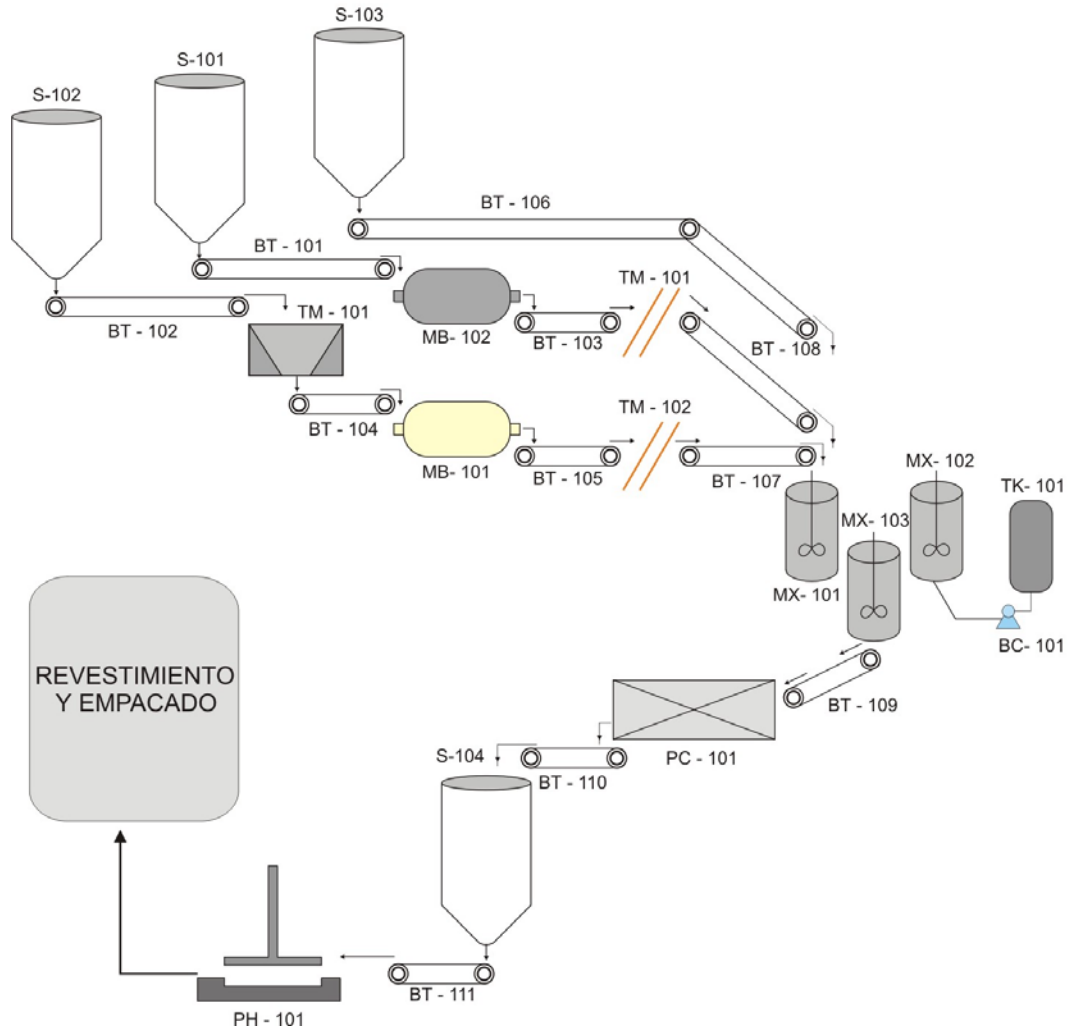 S-103
S-101
S-102
BT - 106
BT - 101
TM - 101
BT - 102
TM - 101
MB- 102
BT - 103
BT - 108
TM - 102
BT - 104
MB- 101
BT - 105
BT - 107
MX- 102
TK- 101
MX- 103
MX- 101
BC- 101
REVESTIMIENTO
Y EMPACADO
BT - 109
S-104
PC - 101
BT - 110
BT - 111
PH - 101